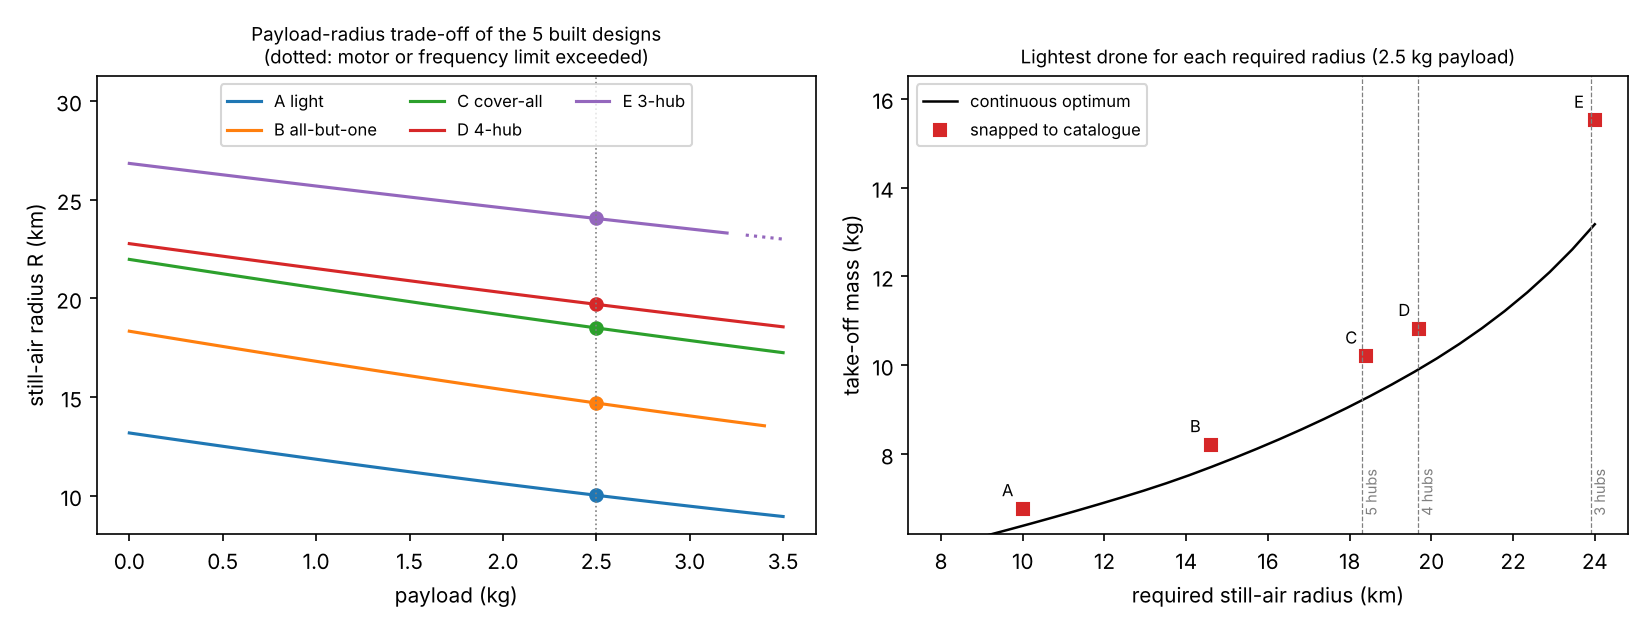 Payload-radius trade-off of the 5 built designs
(dotted: motor or frequency limit exceeded)
A light
B all-but-one
C cover-all
D 4-hub
E 3-hub
still-air radius R (km)
30
25
20
15
10
0.0 0.5 1.0 1.5 2.0 2.5 3.0 3.5
payload (kg)
Lightest drone for each required radius (2.5 kg payload)
continuous optimum
snapped to catalogue
take-off mass (kg)
16
14
12
10
8
A
B
C
D
E
5 hubs
4 hubs
3 hubs
8 10 12 14 16 18 20 22 24
required still-air radius (km)